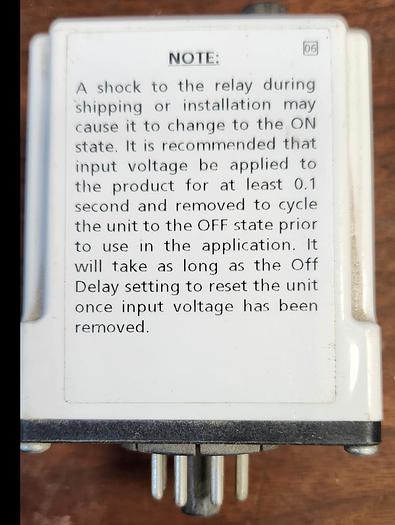 06
NOTE:
A shock to the relay during
shipping or installation may
cause it to change to the ON
state. It is recommended that
input voltage be applied to
the product for at least 0.1
second and removed to cycle
the unit to the OFF state prior
to use in the application. It
will take as long as the Off
Delay setting to reset the unit
once input voltage has been
removed.